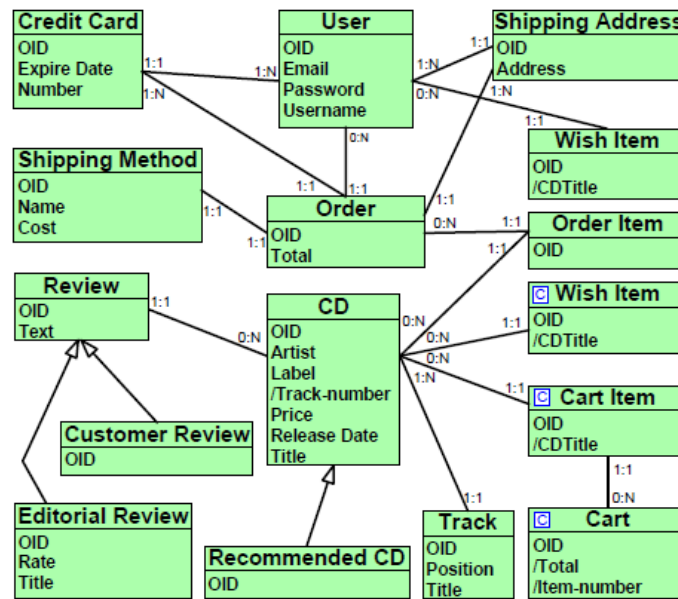 Credit Card
OID
Expire Date
Number
User
OID
Email
Password
Username
Shipping Address
OID
Address
1:1
1:N
1:N
1:N
0:N
1:1
1:N
1:1
0:N
Wish Item
OID
/CDTitle
Shipping Method
OID
Name
Cost
1:1
1:1
1:1
1:1
Order
OID
Total
1:1
0:N
1:1
1:1
Order Item
OID
Review
OID
Text
1:1
0:N
CD
OID
Artist
Label
/Track-number
Price
Release Date
Title
0:N
0:N
0:N
1:N
1:1
C Wish Item
OID
/CDTitle
1:1
C Cart Item
OID
/CDTitle
1:1
0:N
Customer Review
OID
Editorial Review
OID
Rate
Title
Recommended CD
OID
1:1
Track
OID
Position
Title
C Cart
OID
/Total
/Item-number